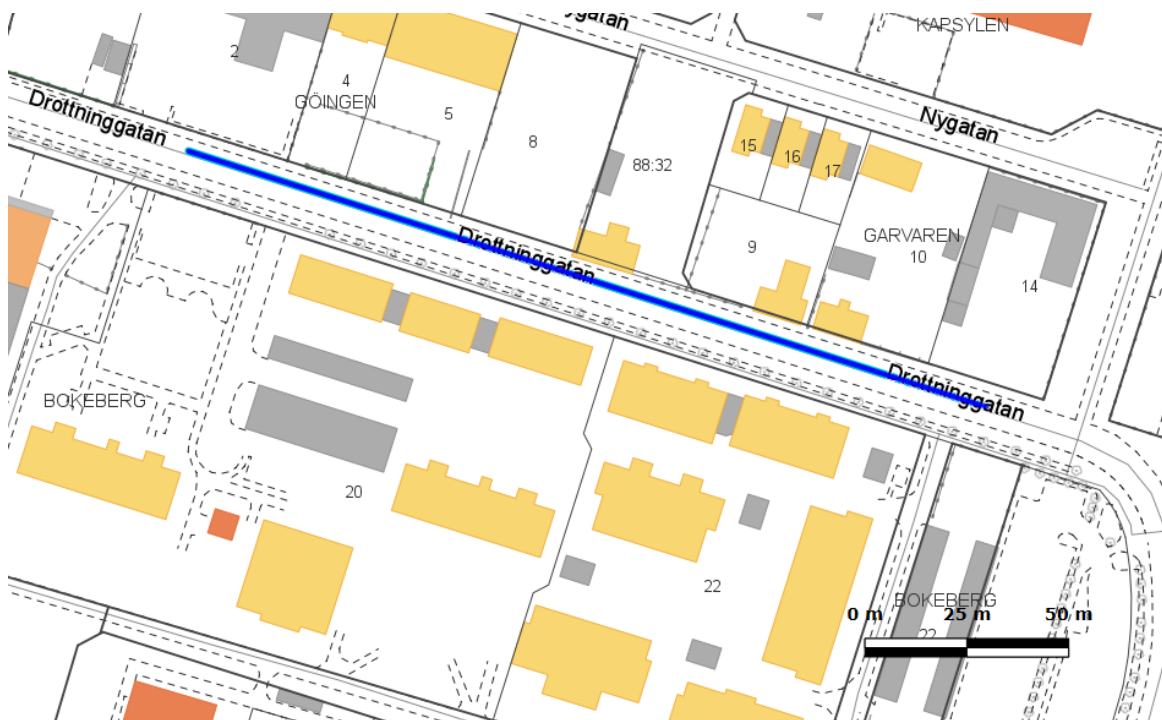 Nygatan
KAPSYLEN
2
4
GÖINGEN
5
Drottninggatan
8
88:32
15
16
17
Nygatan
9
GARVAREN
10
14
Drottninggatan
Drottninggatan
BOKEBERG
20
22
BOKEBERG
22
0 m 25 m 50 m